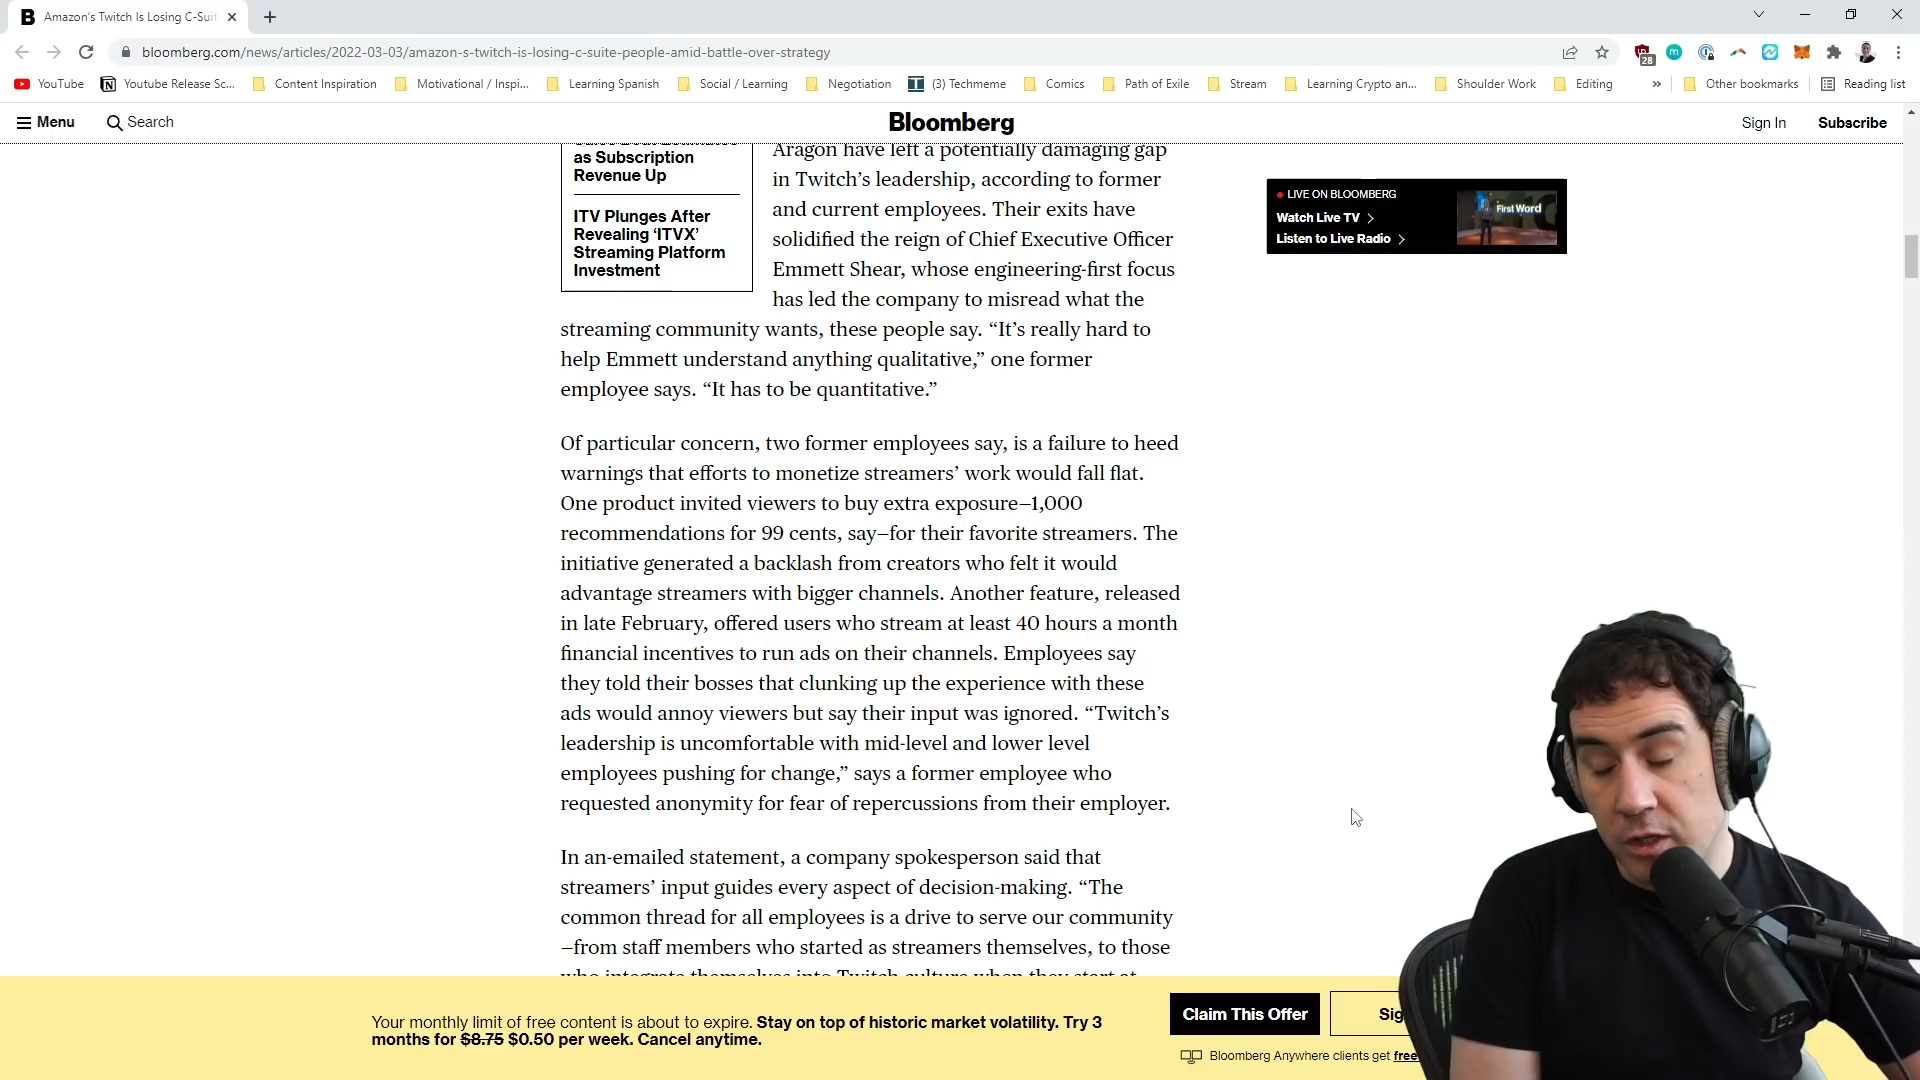 Amazon's Twitch Is Losing C-Suit
bloomberg.com/news/articles/2022-03-03/amazon-s-twitch-is-losing-c-suite-people-amid-battle-over-strategy
28
YouTube
Youtube Release Sc...
Content Inspiration
Motivational / Inspi...
Learning Spanish
Social / Learning
Negotiation
(3) Techmeme
Comics
Path of Exile
Stream
Learning Crypto an...
Shoulder Work
Editing
»
Other bookmarks
Reading list
Menu
Search
Bloomberg
Sign In
Subscribe
as Subscription
Revenue Up
ITV Plunges After
Revealing ‘ITVX’
Streaming Platform
Investment
Aragon have left a potentially damaging gap
in Twitch’s leadership, according to former
and current employees. Their exits have
solidified the reign of Chief Executive Officer
Emmett Shear, whose engineering-first focus
has led the company to misread what the
streaming community wants, these people say. “It’s really hard to
help Emmett understand anything qualitative,” one former
employee says. “It has to be quantitative.”
Of particular concern, two former employees say, is a failure to heed
warnings that efforts to monetize streamers’ work would fall flat.
One product invited viewers to buy extra exposure—1,000
recommendations for 99 cents, say—for their favorite streamers. The
initiative generated a backlash from creators who felt it would
advantage streamers with bigger channels. Another feature, released
in late February, offered users who stream at least 40 hours a month
financial incentives to run ads on their channels. Employees say
they told their bosses that clunking up the experience with these
ads would annoy viewers but say their input was ignored. “Twitch’s
leadership is uncomfortable with mid-level and lower level
employees pushing for change,” says a former employee who
requested anonymity for fear of repercussions from their employer.
In an-emailed statement, a company spokesperson said that
streamers’ input guides every aspect of decision-making. “The
common thread for all employees is a drive to serve our community
—from staff members who started as streamers themselves, to those
who integrate themselves into Twitch culture when they start at
LIVE ON BLOOMBERG
Watch Live TV
Listen to Live Radio
First Word
Your monthly limit of free content is about to expire. Stay on top of historic market volatility. Try 3
months for $8.75 $0.50 per week. Cancel anytime.
Claim This Offer
Sig
Bloomberg Anywhere clients get free